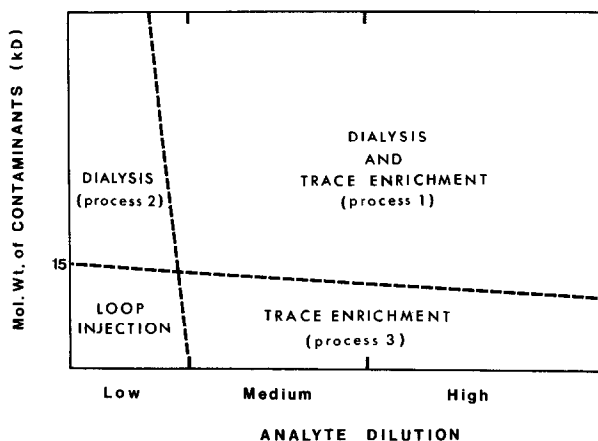 Mol. Wt. of CONTAMINANTS (kD)
DIALYSIS
(process 2)
DIALYSIS
AND
TRACE ENRICHMENT
(process 1)
15
LOOP
INJECTION
TRACE ENRICHMENT
(process 3)
Low
Medium
High
ANALYTE DILUTION